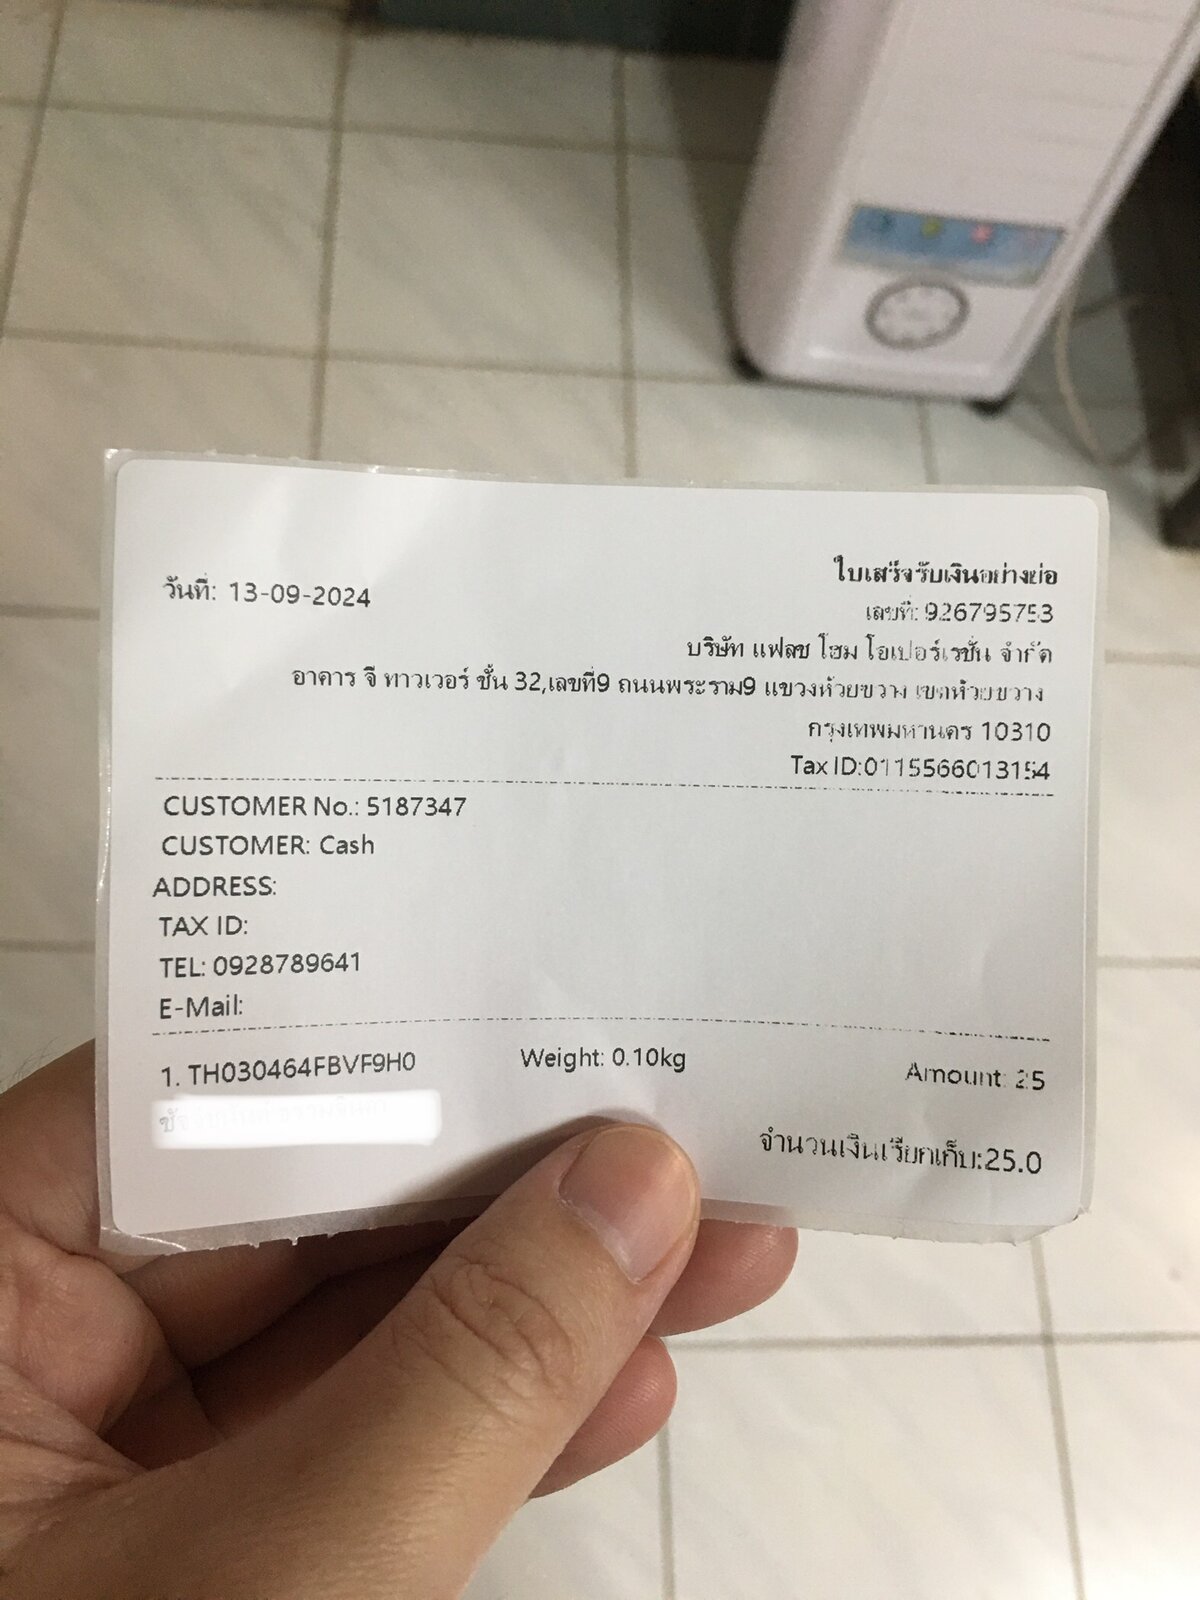 วันที่: 13-09-2024
ใบเสร็จรับเงินอย่างย่อ
เลขที่: 926795753
บริษัท แฟลช โฮม โอเปอร์เรชั่น จำกัด
อาคาร จี ทาวเวอร์ ชั้น 32,เลขที่9 ถนนพระราม9 แขวงห้วยขวาง เขตห้วยขวาง
กรุงเทพมหานคร 10310
Tax ID:0115566013154
CUSTOMER No.: 5187347
CUSTOMER: Cash
ADDRESS:
TAX ID:
TEL: 0928789641
E-Mail:
1. TH030464FBVF9H0 Weight: 0.10kg Amount: 25
จำนวนเงินเรียกเก็บ:25.0